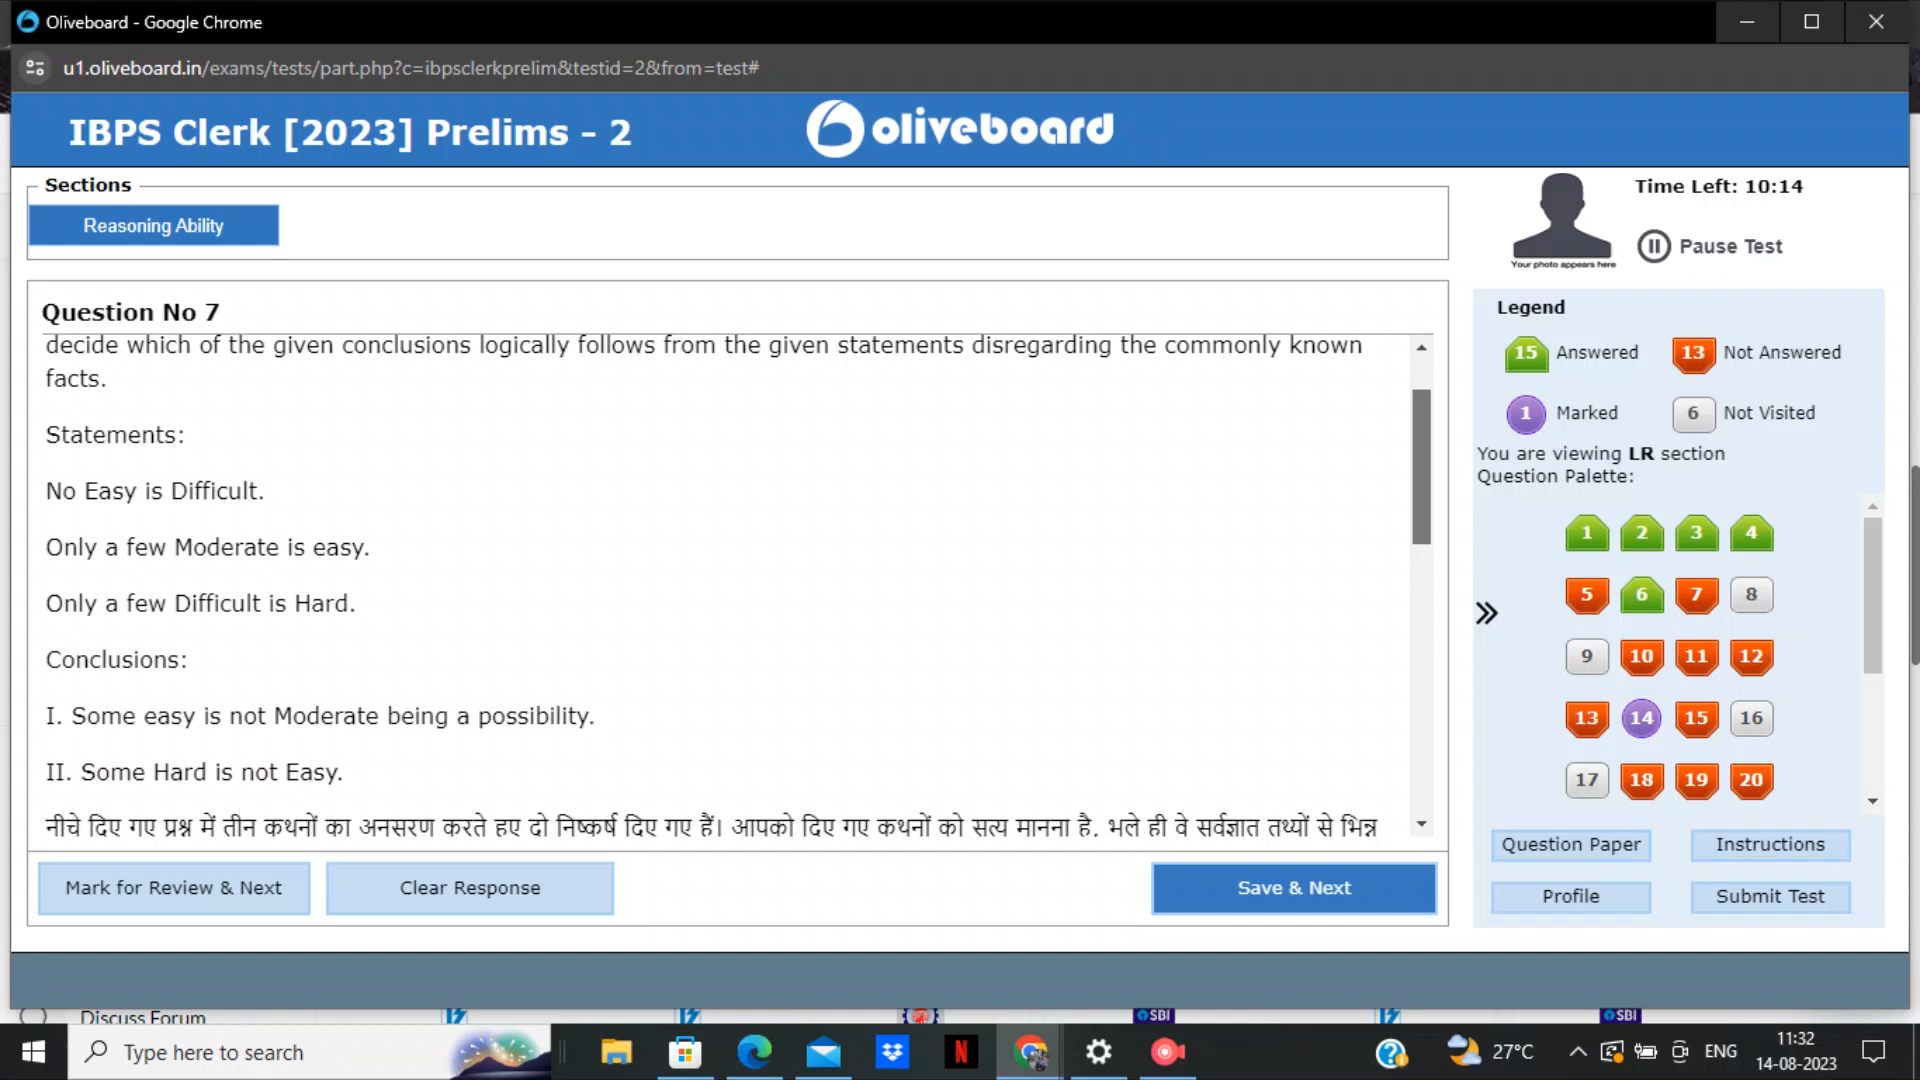 Oliveboard - Google Chrome
u1.oliveboard.in/exams/tests/part.php?c=ibpsclerkprelim&testid=2&from=test#
IBPS Clerk [2023] Prelims - 2
oliveboard
Sections
Reasoning Ability
Your photo appears here
Time Left: 10:14
Pause Test
Question No 7
decide which of the given conclusions logically follows from the given statements disregarding the commonly known
facts.
Statements:
No Easy is Difficult.
Only a few Moderate is easy.
Only a few Difficult is Hard.
Conclusions:
I. Some easy is not Moderate being a possibility.
II. Some Hard is not Easy.
नीचे दिए गए प्रश्न में तीन कथनों का अनुसरण करते हुए दो निष्कर्ष दिए गए हैं। आपको दिए गए कथनों को सत्य मानना है, भले ही वे सर्वज्ञात तथ्यों से भिन्न
Mark for Review & Next
Clear Response
Save & Next
Legend
15 Answered
13 Not Answered
1 Marked
6 Not Visited
You are viewing LR section
Question Palette:
1 2 3 4
5 6 7 8
9 10 11 12
13 14 15 16
17 18 19 20
Question Paper
Instructions
Profile
Submit Test
Discuss Forum
SBI
SBI
Type here to search
27°C
ENG
11:32
14-08-2023